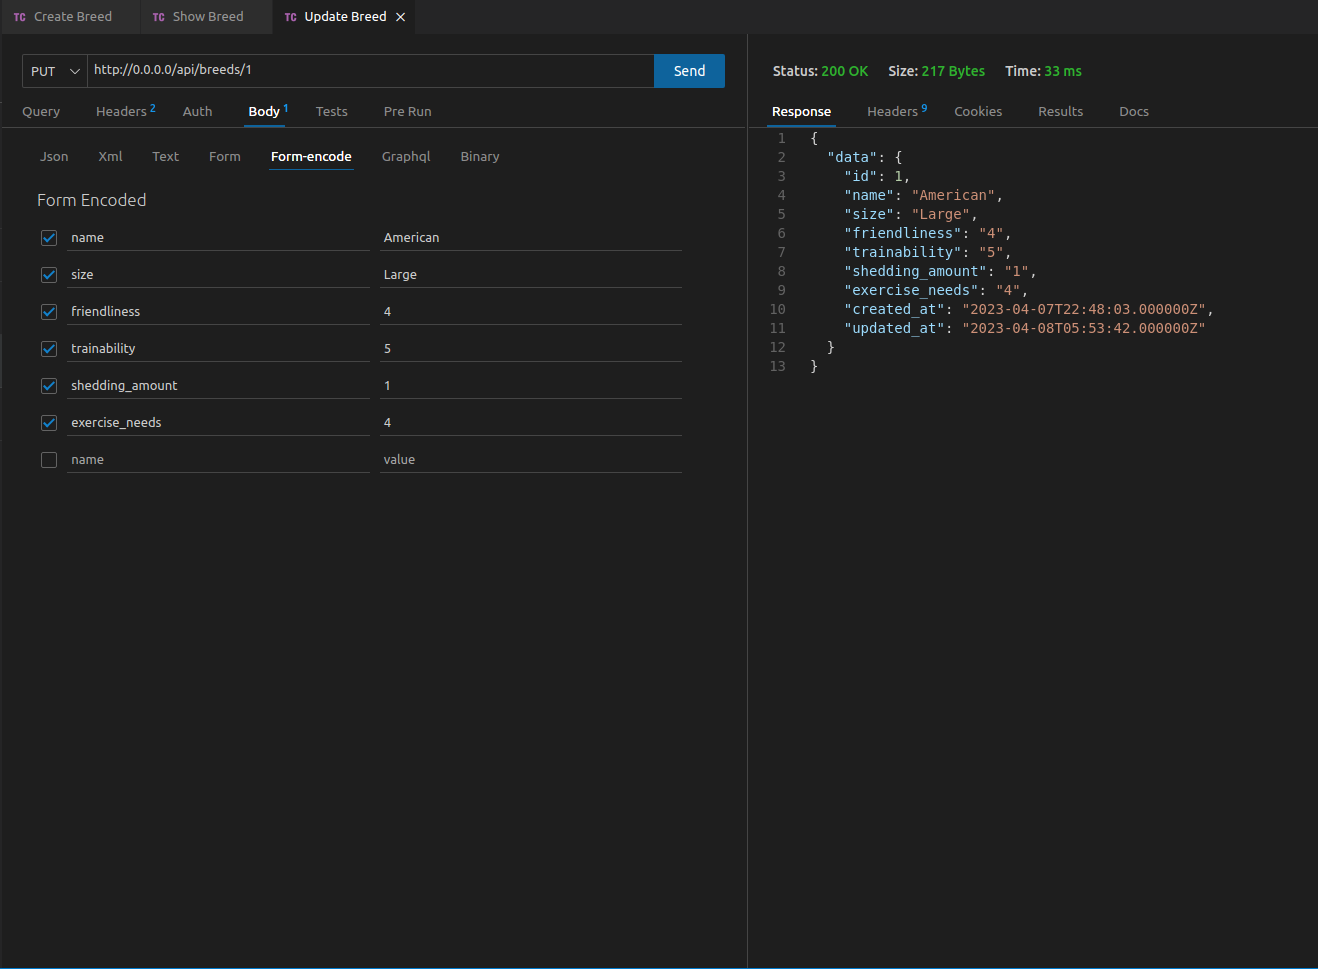 TC Create Breed TC Show Breed TC Update Breed
PUT http://0.0.0.0/api/breeds/1 Send
Query Headers 2 Auth Body 1 Tests Pre Run
Json Xml Text Form Form-encode Graphql Binary
Form Encoded
name American
size Large
friendliness 4
trainability 5
shedding_amount 1
exercise_needs 4
name value
Status: 200 OK Size: 217 Bytes Time: 33 ms
Response Headers 9 Cookies Results Docs
1 {
2 "data": {
3 "id": 1,
4 "name": "American",
5 "size": "Large",
6 "friendliness": "4",
7 "trainability": "5",
8 "shedding_amount": "1",
9 "exercise_needs": "4",
10 "created_at": "2023-04-07T22:48:03.000000Z",
11 "updated_at": "2023-04-08T05:53:42.000000Z"
12 }
13 }